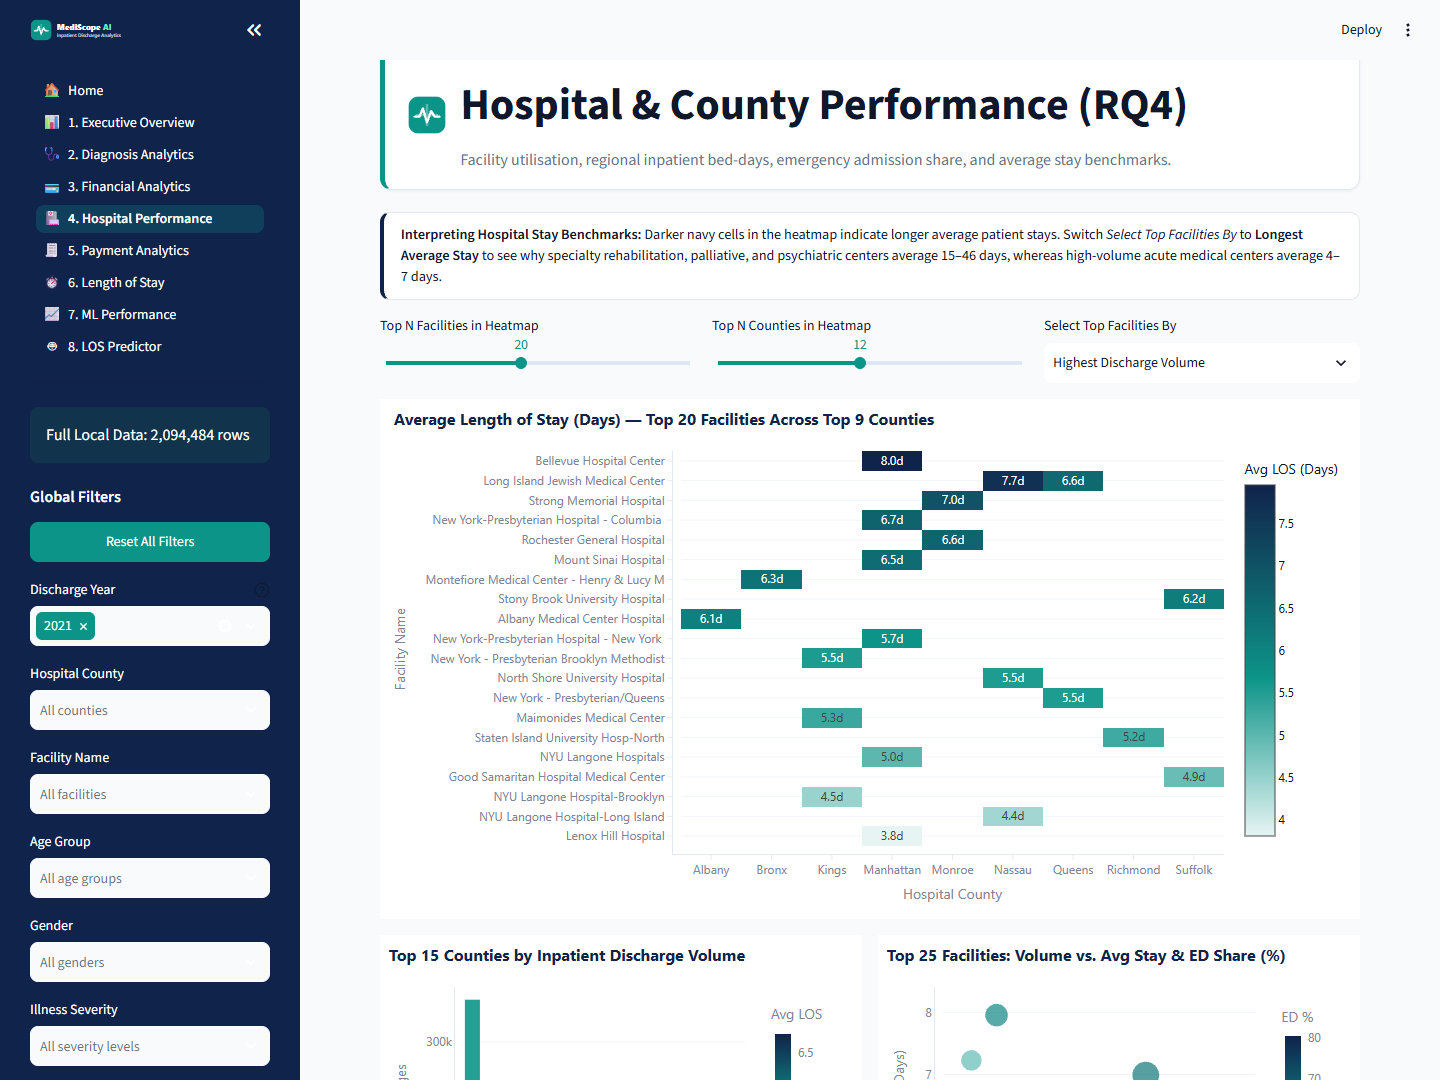 MediScope AI
Inpatient Discharge Analytics
Home
1. Executive Overview
2. Diagnosis Analytics
3. Financial Analytics
4. Hospital Performance
5. Payment Analytics
6. Length of Stay
7. ML Performance
8. LOS Predictor
Full Local Data: 2,094,484 rows
Global Filters
Reset All Filters
Discharge Year
2021
Hospital County
All counties
Facility Name
All facilities
Age Group
All age groups
Gender
All genders
Illness Severity
All severity levels
Deploy
Hospital & County Performance (RQ4)
Facility utilisation, regional inpatient bed-days, emergency admission share, and average stay benchmarks.
Interpreting Hospital Stay Benchmarks: Darker navy cells in the heatmap indicate longer average patient stays. Switch Select Top Facilities By to Longest
Average Stay to see why specialty rehabilitation, palliative, and psychiatric centers average 15–46 days, whereas high-volume acute medical centers average 4–
7 days.
Top N Facilities in Heatmap
20
Top N Counties in Heatmap
12
Select Top Facilities By
Highest Discharge Volume
Average Length of Stay (Days) — Top 20 Facilities Across Top 9 Counties
Facility Name
Bellevue Hospital Center 8.0d
Long Island Jewish Medical Center 7.7d 6.6d
Strong Memorial Hospital 7.0d
New York-Presbyterian Hospital - Columbia 6.7d
Rochester General Hospital 6.6d
Mount Sinai Hospital 6.5d
Montefiore Medical Center - Henry & Lucy M 6.3d
Stony Brook University Hospital 6.2d
Albany Medical Center Hospital 6.1d
New York-Presbyterian Hospital - New York 5.7d
New York - Presbyterian Brooklyn Methodist 5.5d
North Shore University Hospital 5.5d
New York - Presbyterian/Queens 5.5d
Maimonides Medical Center 5.3d
Staten Island University Hosp-North 5.2d
NYU Langone Hospitals 5.0d
Good Samaritan Hospital Medical Center 4.9d
NYU Langone Hospital-Brooklyn 4.5d
NYU Langone Hospital-Long Island 4.4d
Lenox Hill Hospital 3.8d
Albany Bronx Kings Manhattan Monroe Nassau Queens Richmond Suffolk
Hospital County
Avg LOS (Days)
7.5
7
6.5
6
5.5
5
4.5
4
Top 15 Counties by Inpatient Discharge Volume
300k
Avg LOS
6.5
Top 25 Facilities: Volume vs. Avg Stay & ED Share (%)
8
7
Days)
ED %
80
70